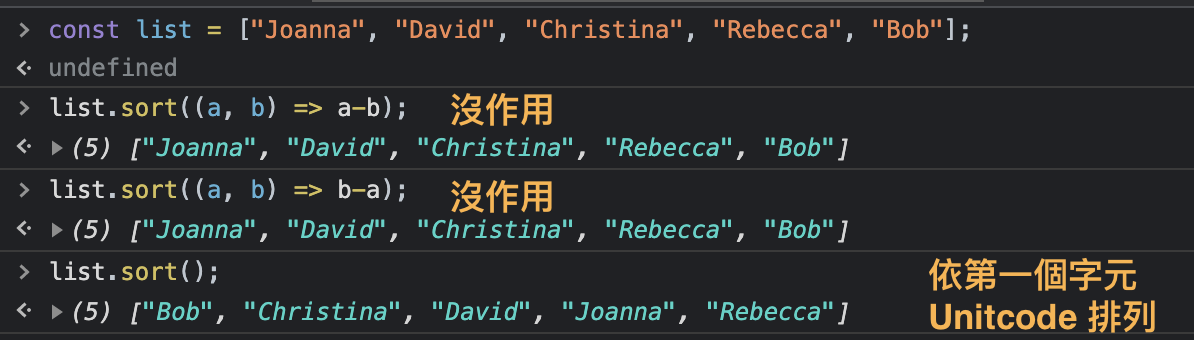 > const list = ["Joanna", "David", "Christina", "Rebecca", "Bob"];
undefined
> list.sort((a, b) => a-b); 沒作用
(5) ["Joanna", "David", "Christina", "Rebecca", "Bob"]
> list.sort((a, b) => b-a); 沒作用
(5) ["Joanna", "David", "Christina", "Rebecca", "Bob"]
> list.sort();
(5) ["Bob", "Christina", "David", "Joanna", "Rebecca"]
依第一個字元
Unitcode 排列